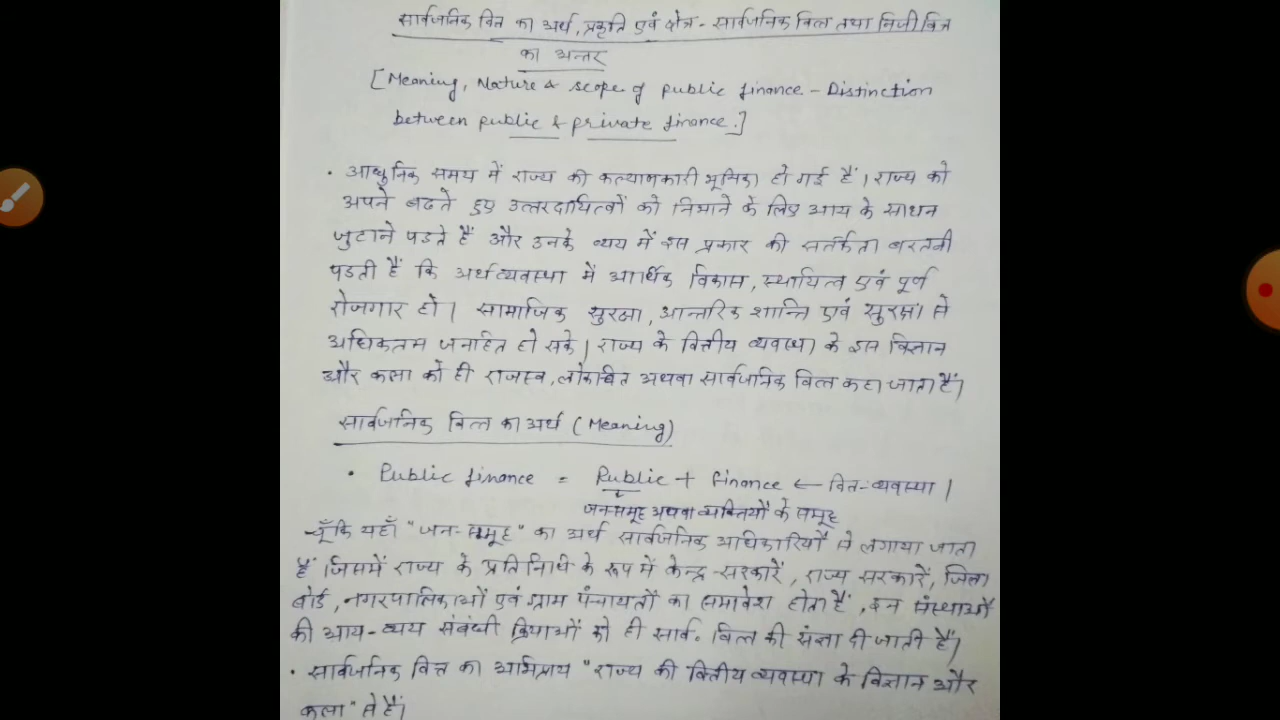 सार्वजनिक वित्त का अर्थ, प्रकृति एवं क्षेत्र - सार्वजनिक वित्त तथा निजी वित्त
का अन्तर
[Meaning, Nature & scope of public finance - Distinction
between public & private finance.]
• आधुनिक समय में राज्य की कल्याणकारी भूमिका हो गई हैं। राज्य को
अपने बढते हुए उत्तरदायित्वों को निभाने के लिए आय के साधन
जुटाने पडते हैं और उनके व्यय में इस प्रकार की सतर्कता बरतनी
पडती हैं कि अर्थव्यवस्था में आर्थिक विकास, स्थायित्व एवं पूर्ण
रोजगार हो। सामाजिक सुरक्षा, आन्तरिक शान्ति एवं सुरक्षा से
अधिकतम जनहित हो सके। राज्य के वित्तीय व्यवस्था के इस विज्ञान
और कला को ही राजस्व, लोकवित्त अथवा सार्वजनिक वित्त कहा जाता हैं।
सार्वजनिक वित्त का अर्थ (Meaning)
• Public finance = Public + Finance ← वित्त-व्यवस्था।
जनसमूह अथवा व्यक्तियों के समूह
चूँकि यहाँ "जन-समूह" का अर्थ सार्वजनिक अधिकारियों से लगाया जाता
हैं जिसमें राज्य के प्रतिनिधि के रूप में केन्द्र सरकारें, राज्य सरकारें, जिला
बोर्ड, नगरपालिकाओं एवं ग्राम पंचायतों का समावेश होता हैं, इन संस्थाओं
की आय-व्यय संबंधी क्रियाओं को ही सार्व. वित्त की संज्ञा दी जाती हैं।
• सार्वजनिक वित्त का अभिप्राय "राज्य की वित्तीय व्यवस्था के विज्ञान और
कला" से हैं।